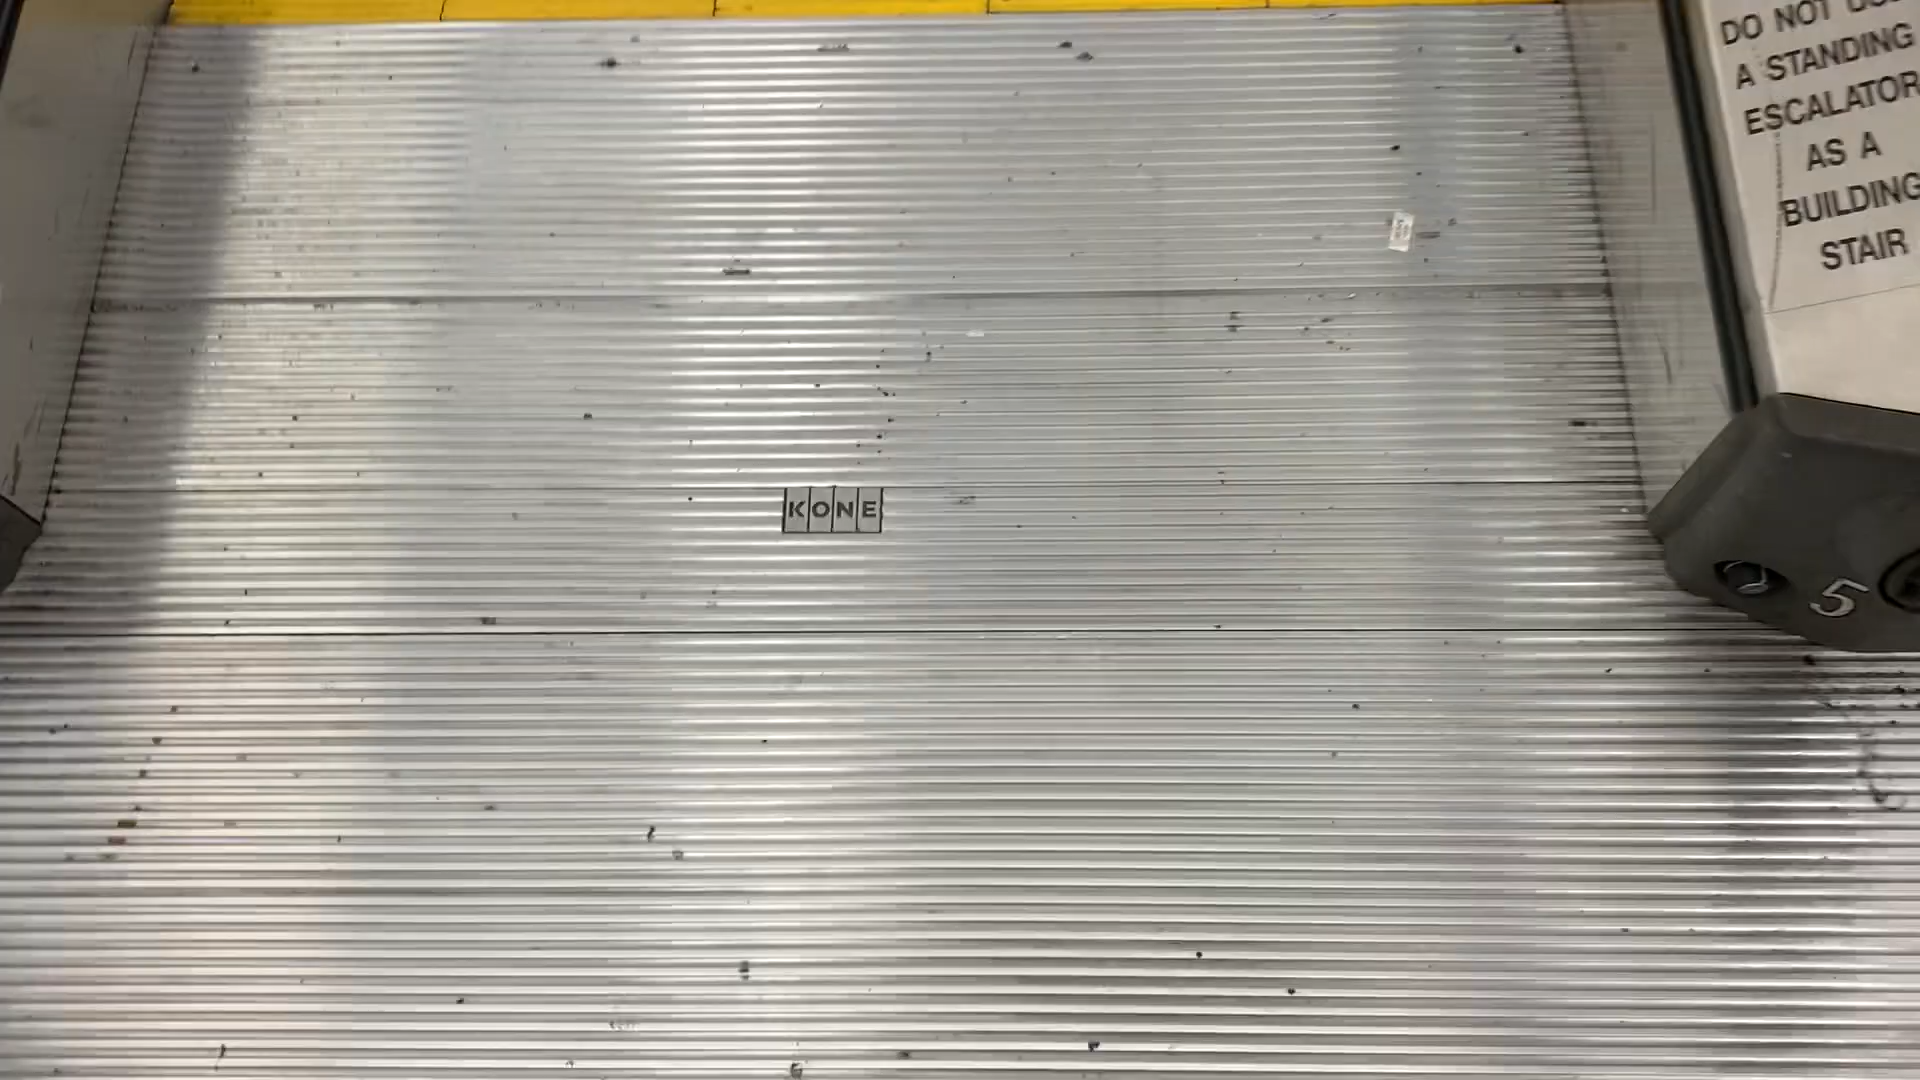 DO NOT
A STANDING
ESCALATOR
AS A
BUILDING
STAIR
KONE
5